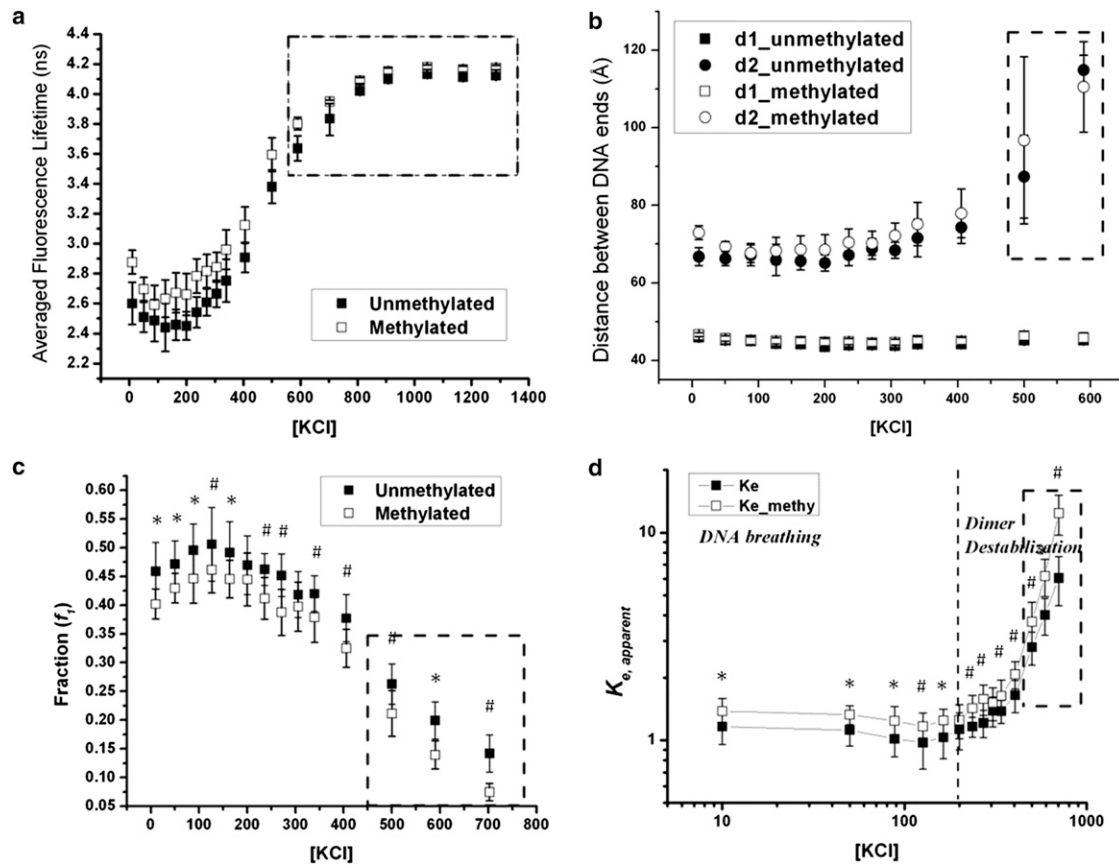 a
Averaged Fluorescence Lifetime (ns)
4.4
4.2
4.0
3.8
3.6
3.4
3.2
3.0
2.8
2.6
2.4
2.2
Unmethylated
Methylated
0 200 400 600 800 1000 1200 1400
[KCl]
b
Distance between DNA ends (Å)
120
100
80
60
40
d1_unmethylated
d2_unmethylated
d1_methylated
d2_methylated
0 100 200 300 400 500 600
[KCl]
c
Fraction (f1)
0.60
0.55
0.50
0.45
0.40
0.35
0.30
0.25
0.20
0.15
0.10
0.05
* * * # * # # # # # * #
Unmethylated
Methylated
0 100 200 300 400 500 600 700 800
[KCl]
d
Ke, apparent
10
1
Ke
Ke_methy
DNA breathing
Dimer
Destabilization
* * * # * # # # # # # #
10 100 1000
[KCl]